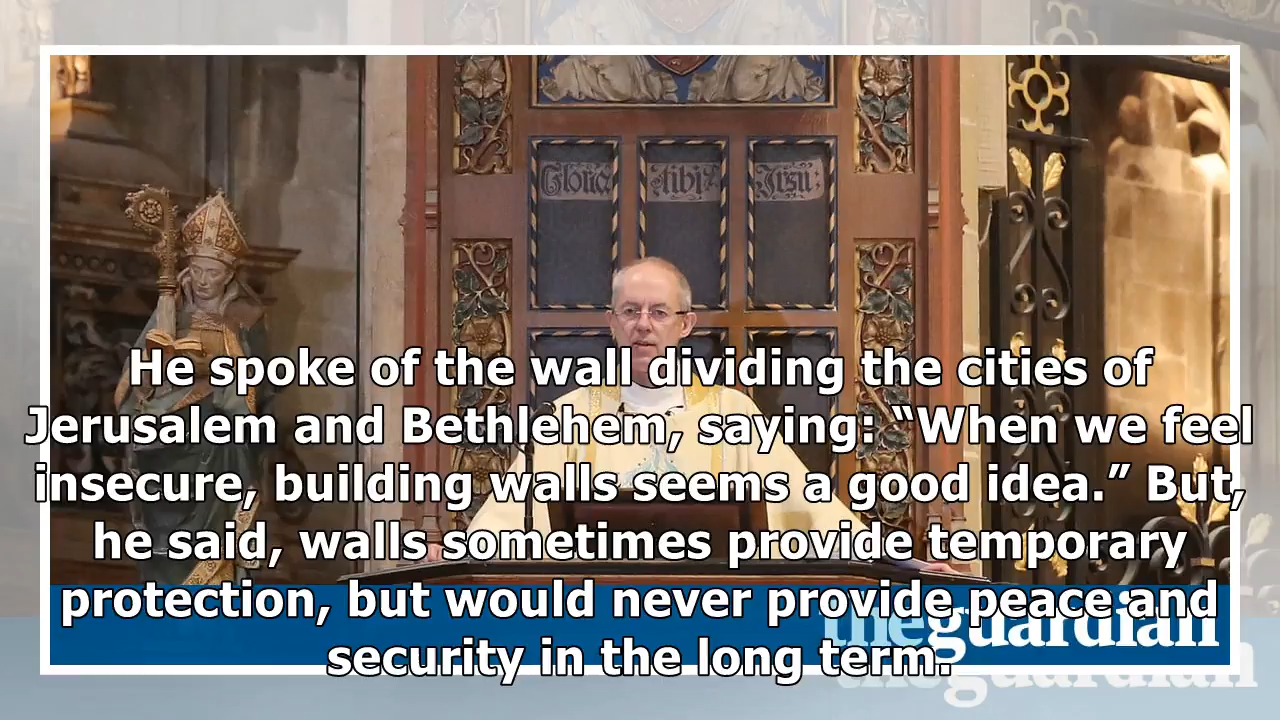 Gloria tibi Jesu:
He spoke of the wall dividing the cities of
Jerusalem and Bethlehem, saying: “When we feel
insecure, building walls seems a good idea.” But,
he said, walls sometimes provide temporary
protection, but would never provide peace and
security in the long term.
theguardian
theguardian